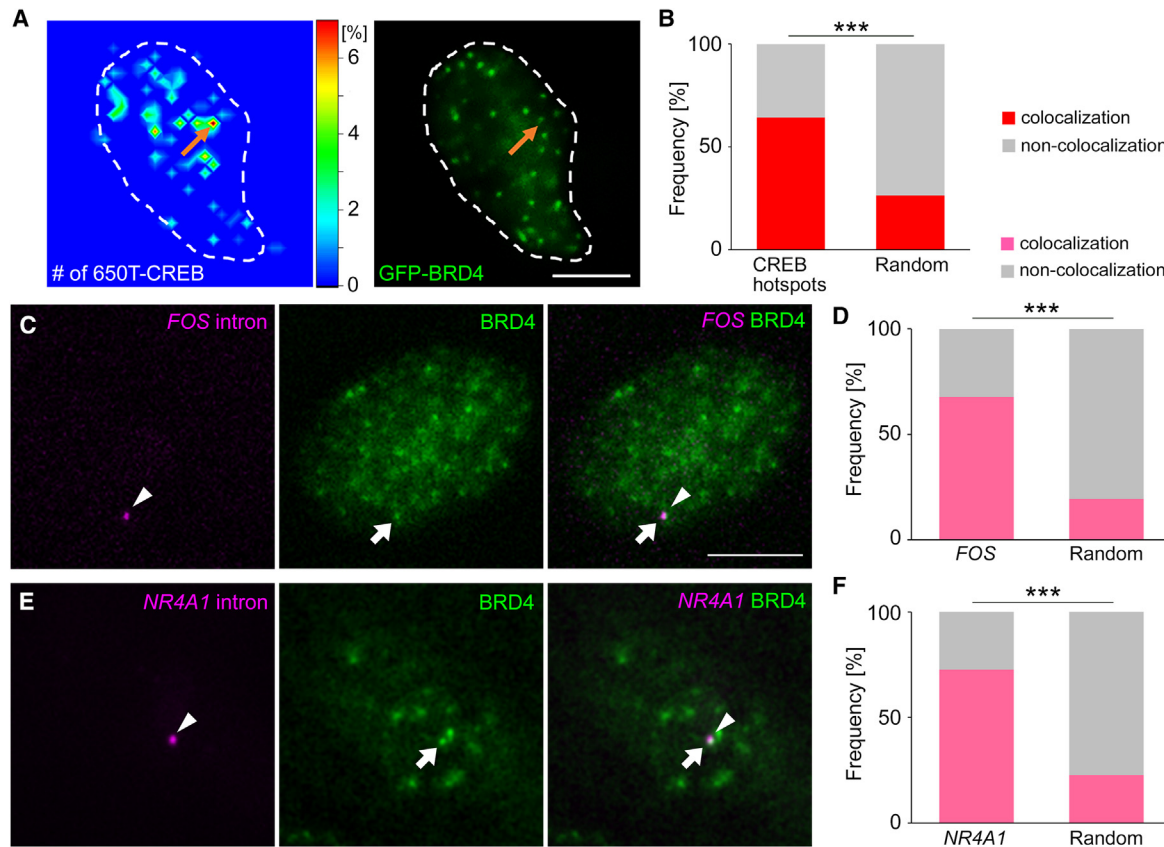 A
[%]
6
4
2
0
# of 650T-CREB
GFP-BRD4
B
***
100
50
0
Frequency [%]
CREB
hotspots
Random
colocalization
non-colocalization
colocalization
non-colocalization
C
FOS intron
BRD4
FOS BRD4
D
***
100
50
0
Frequency [%]
FOS
Random
E
NR4A1 intron
BRD4
NR4A1 BRD4
F
***
100
50
0
Frequency [%]
NR4A1
Random